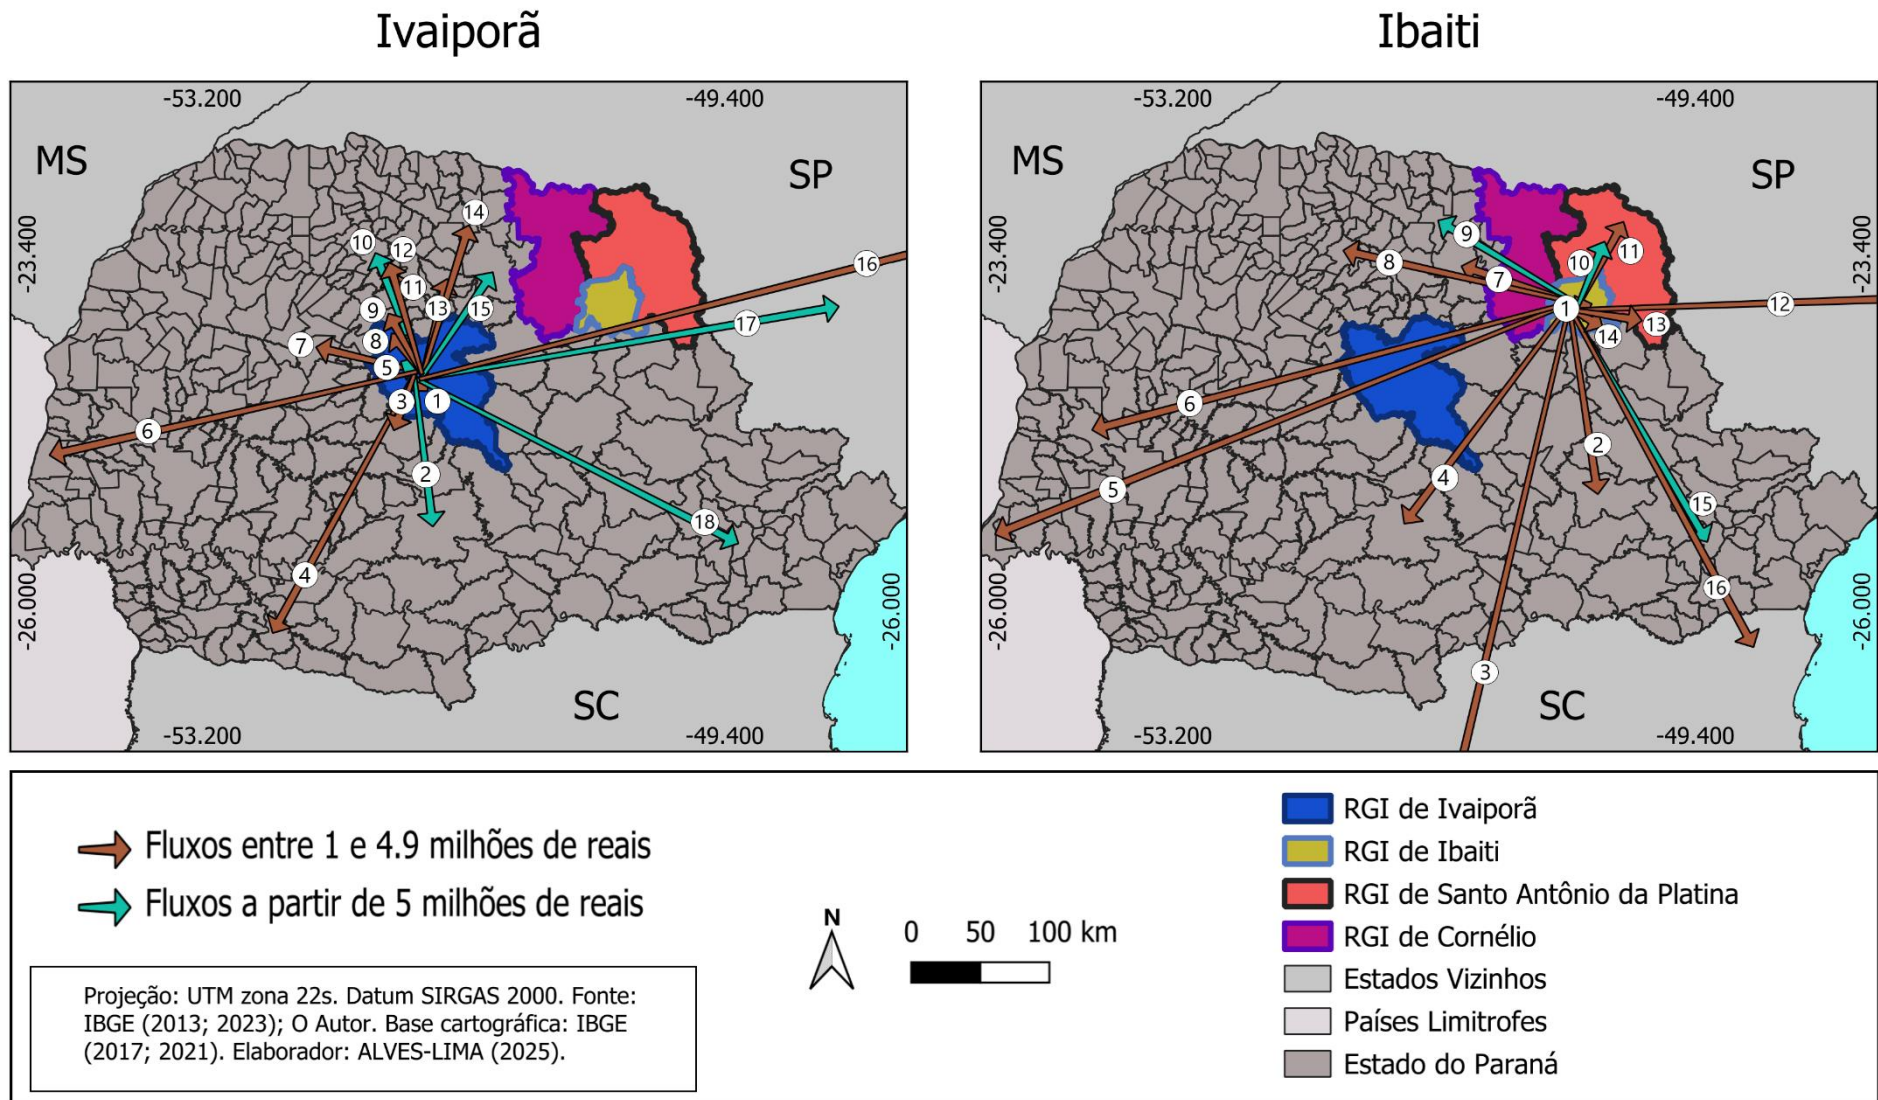 Ivaiporã
Ibaiti
-53.200
-49.400
MS
SP
-23.400
-23.400
-26.000
-26.000
14
10
12
16
11
9
13
15
17
8
7
5
3
1
6
2
18
4
SC
-53.200
-49.400
-53.200
-49.400
MS
SP
-23.400
-23.400
-26.000
-26.000
9
11
8
10
7
12
1
13
14
6
2
4
5
15
16
3
SC
-53.200
-49.400
Fluxos entre 1 e 4.9 milhões de reais
Fluxos a partir de 5 milhões de reais
Projeção: UTM zona 22s. Datum SIRGAS 2000. Fonte:
IBGE (2013; 2023); O Autor. Base cartográfica: IBGE
(2017; 2021). Elaborador: ALVES-LIMA (2025).
N
0 50 100 km
RGI de Ivaiporã
RGI de Ibaiti
RGI de Santo Antônio da Platina
RGI de Cornélio
Estados Vizinhos
Países Limitrofes
Estado do Paraná